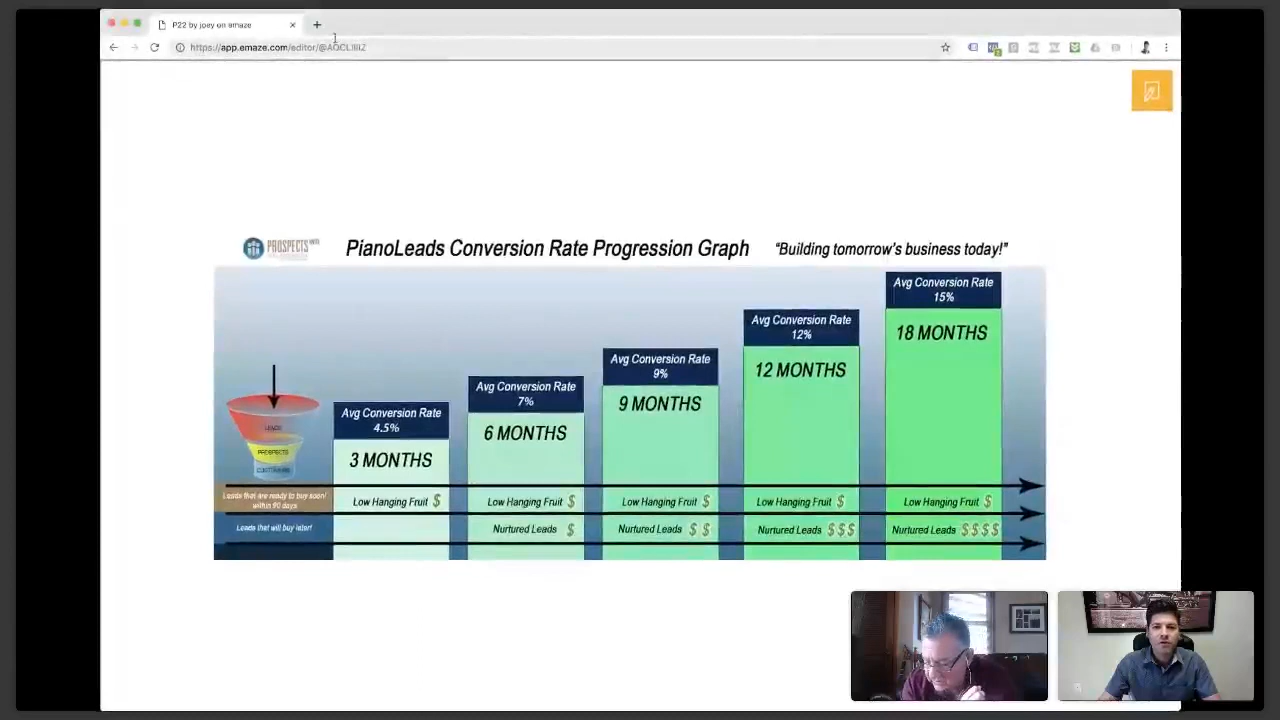 P22 by joey on emaze
https://app.emaze.com/editor/@
PROSPECTS
PianoLeads Conversion Rate Progression Graph
"Building tomorrow's business today!"
Avg Conversion Rate
15%
18 MONTHS
Avg Conversion Rate
12%
12 MONTHS
Avg Conversion Rate
9%
9 MONTHS
Avg Conversion Rate
7%
6 MONTHS
Avg Conversion Rate
4.5%
3 MONTHS
LEADS
PROSPECTS
CUSTOMERS
Leads that are ready to buy soon!
within 90 days
Low Hanging Fruit $
Low Hanging Fruit $
Low Hanging Fruit $
Low Hanging Fruit $
Low Hanging Fruit $
Leads that will buy later!
Nurtured Leads $
Nurtured Leads $ $
Nurtured Leads $$$
Nurtured Leads $$$$